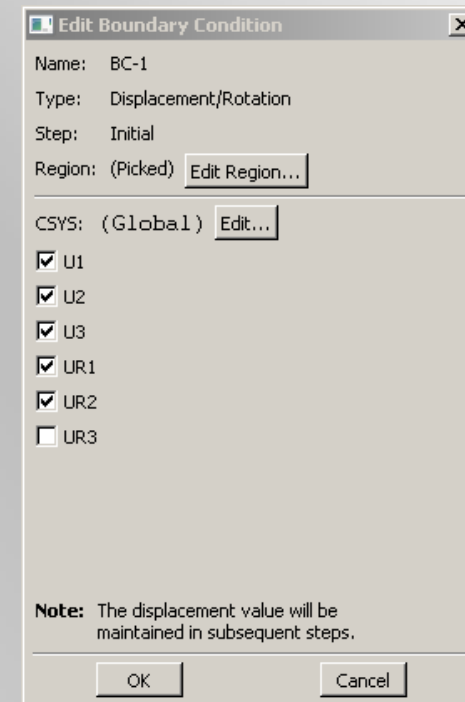 Edit Boundary Condition
Name: BC-1
Type: Displacement/Rotation
Step: Initial
Region: (Picked) Edit Region...
CSYS: (Global) Edit...
U1
U2
U3
UR1
UR2
UR3
Note: The displacement value will be
maintained in subsequent steps.
OK Cancel